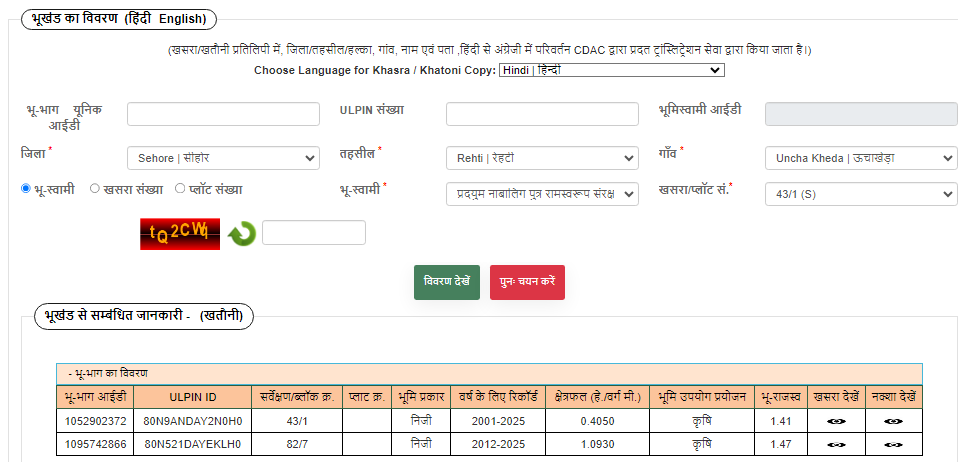 भूखंड का विवरण (हिंदी English)
(खसरा/खतौनी प्रतिलिपी में, जिला/तहसील/हल्का, गांव, नाम एवं पता ,हिंदी से अंग्रेजी में परिवर्तन CDAC द्वारा प्रदत ट्रांस्लिट्रेशन सेवा द्वारा किया जाता है।)
Choose Language for Khasra / Khatoni Copy: Hindi | हिन्दी
भू-भाग यूनिक आईडी ULPIN संख्या भूमिस्वामी आईडी
जिला * Sehore | सीहोर तहसील * Rehti | रेहटी गाँव * Uncha Kheda | ऊचाखेड़ा
भू-स्वामी खसरा संख्या प्लॉट संख्या भू-स्वामी * प्रदयुम नाबालिग पुत्र रामस्वरूप संरक्ष खसरा/प्लॉट सं.* 43/1 (S)
tQ2CWq
विवरण देखें पुनः चयन करें
भूखंड से सम्बंधित जानकारी - (खतौनी)
- भू-भाग का विवरण
भू-भाग आईडी ULPIN ID सर्वेक्षण/ब्लॉक क्र. प्लाट क्र. भूमि प्रकार वर्ष के लिए रिकॉर्ड क्षेत्रफल (हे./वर्ग मी.) भूमि उपयोग प्रयोजन भू-राजस्व खसरा देखें नक्शा देखें
1052902372 80N9ANDAY2N0H0 43/1 निजी 2001-2025 0.4050 कृषि 1.41
1095742866 80N521DAYEKLH0 82/7 निजी 2012-2025 1.0930 कृषि 1.47